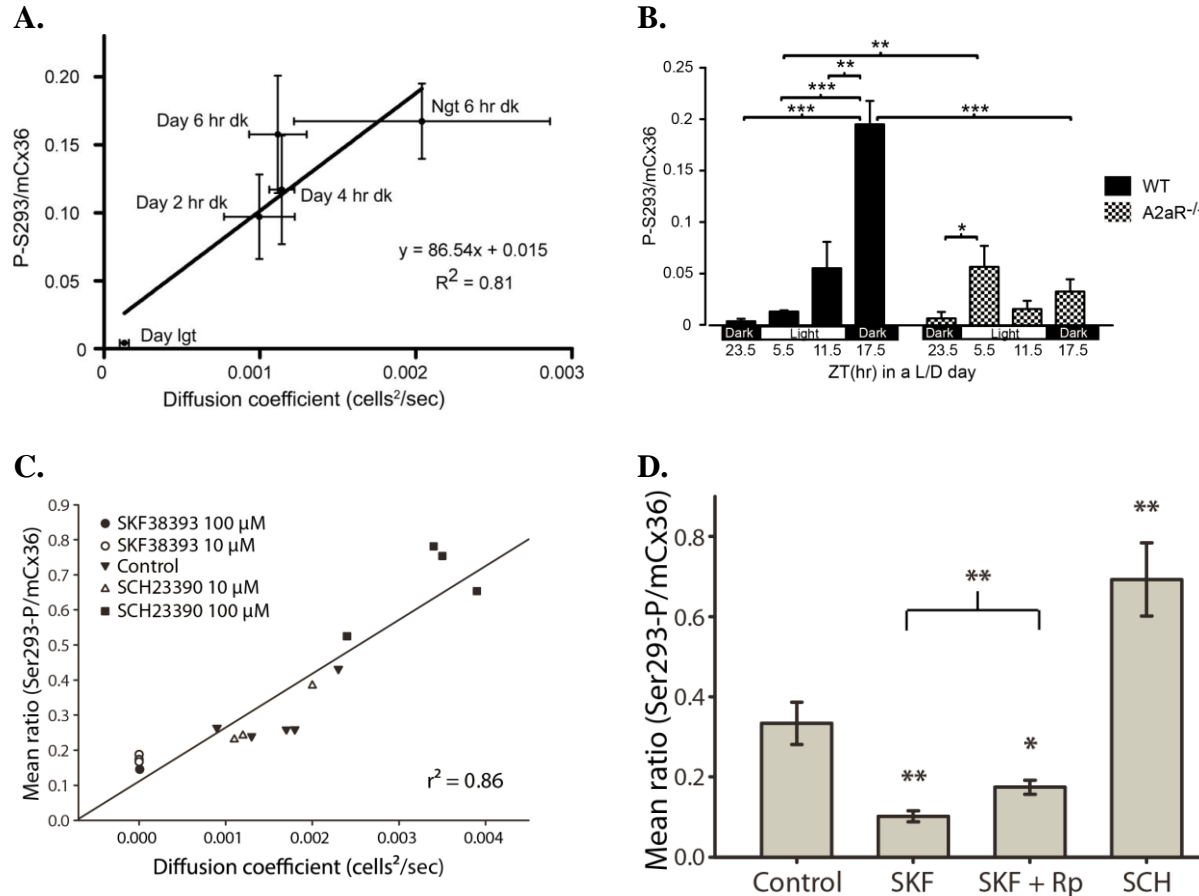 A.
P-S293/mCx36
0.20
0.15
0.10
0.05
0
Day 6 hr dk
Ngt 6 hr dk
Day 2 hr dk
Day 4 hr dk
y = 86.54x + 0.015
R² = 0.81
Day lgt
0 0.001 0.002 0.003
Diffusion coefficient (cells²/sec)
B.
P-S293/mCx36
0.25
0.2
0.15
0.1
0.05
0
**
**
***
***
***
*
WT
A2aR⁻/⁻
Dark Light Dark Dark Light Dark
23.5 5.5 11.5 17.5 23.5 5.5 11.5 17.5
ZT(hr) in a L/D day
C.
Mean ratio (Ser293-P/mCx36)
0.9
0.8
0.7
0.6
0.5
0.4
0.3
0.2
0.1
0.0
SKF38393 100 µM
SKF38393 10 µM
Control
SCH23390 10 µM
SCH23390 100 µM
r² = 0.86
0.000 0.001 0.002 0.003 0.004
Diffusion coefficient (cells²/sec)
D.
Mean ratio (Ser293-P/mCx36)
0.8
0.6
0.4
0.2
0.0
**
**
**
*
Control SKF SKF + Rp SCH